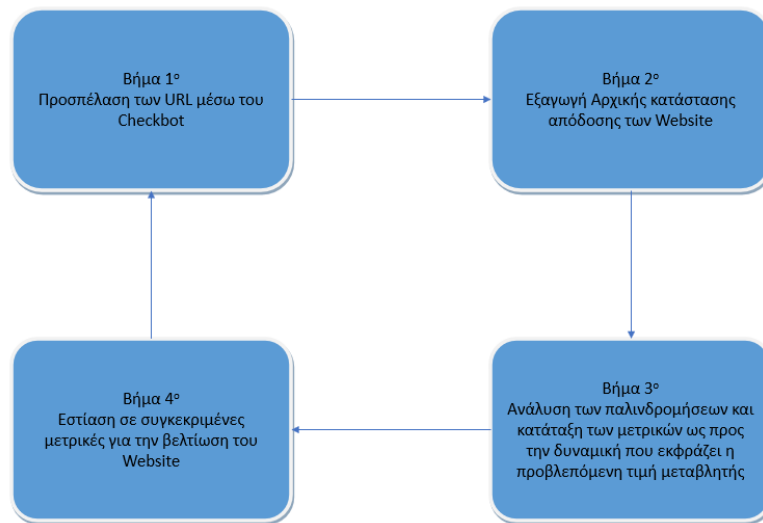 Βήμα 1ο
Προσπέλαση των URL μέσω του
Checkbot
Βήμα 2ο
Εξαγωγή Αρχικής κατάστασης
απόδοσης των Website
Βήμα 4ο
Εστίαση σε συγκεκριμένες
μετρικές για την βελτίωση του
Website
Βήμα 3ο
Ανάλυση των παλινδρομήσεων και
κατάταξη των μετρικών ως προς
την δυναμική που εκφράζει η
προβλεπόμενη τιμή μεταβλητής